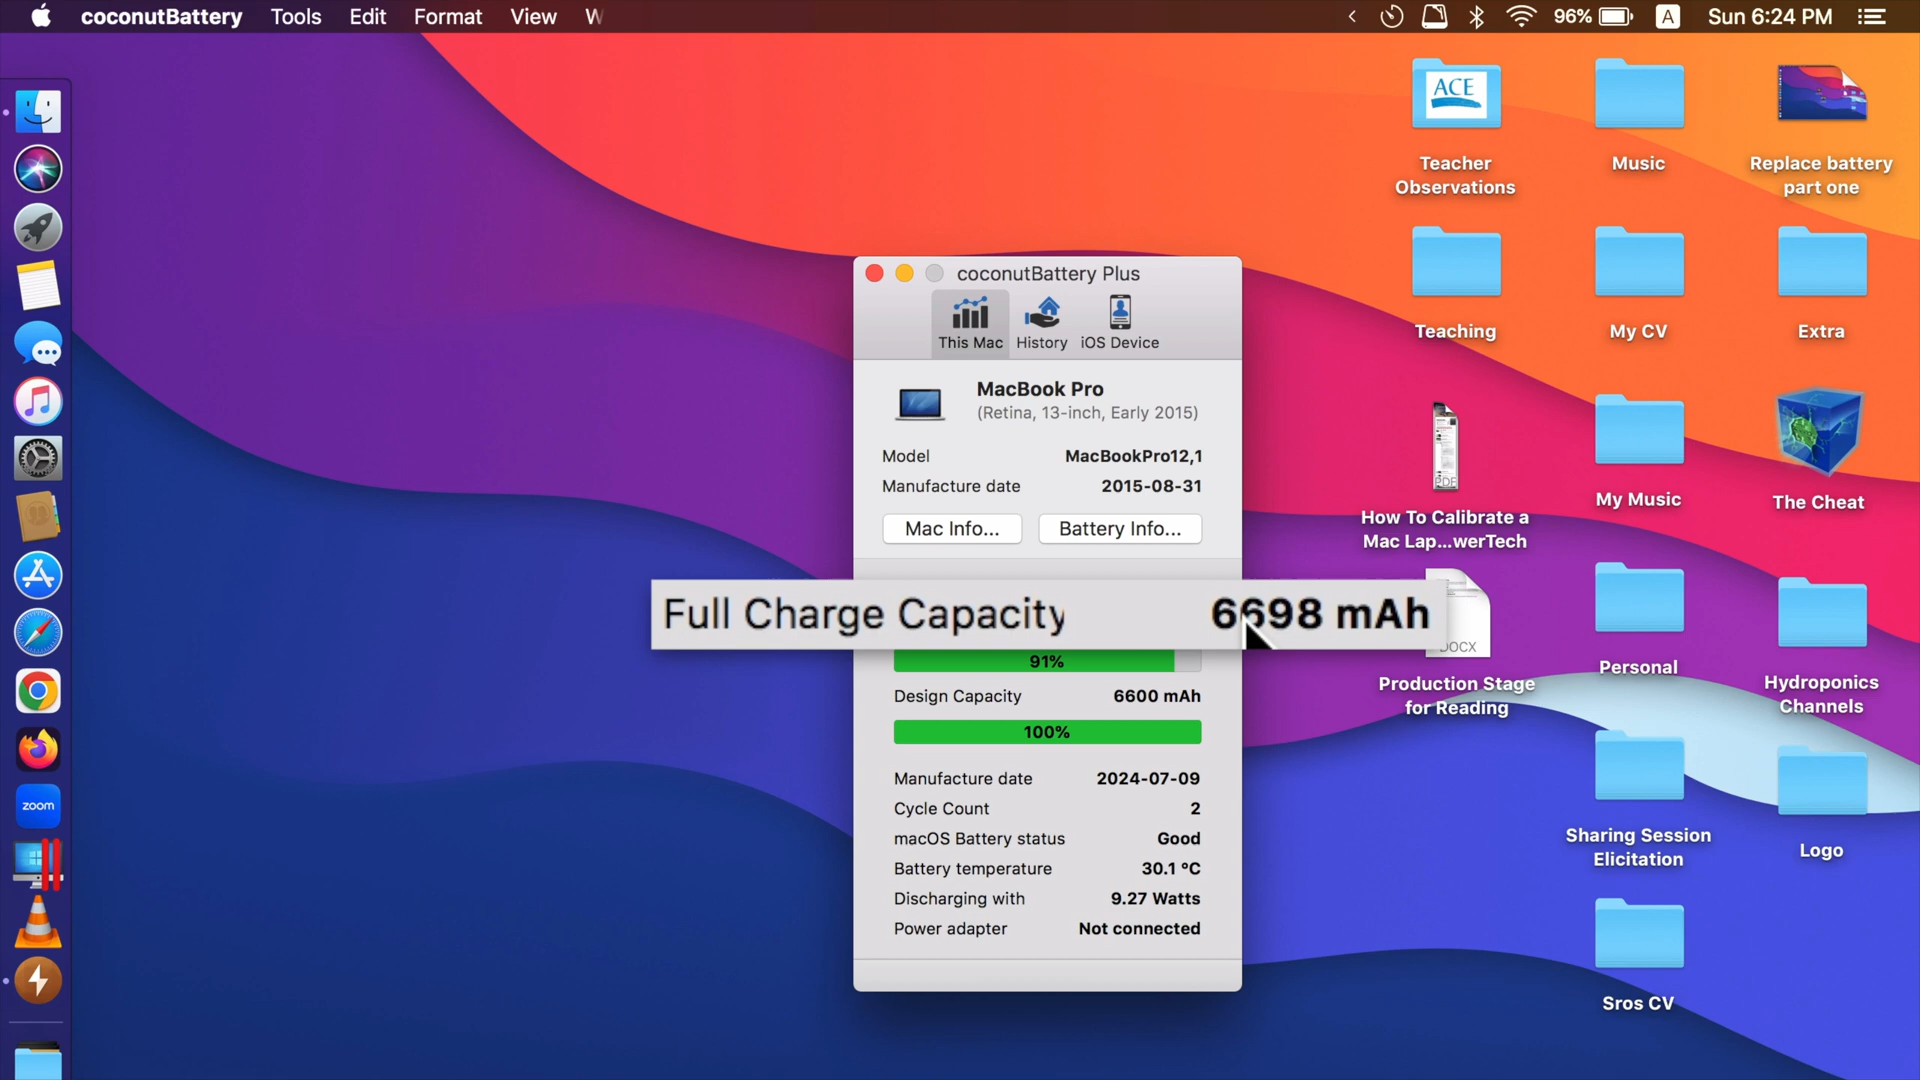 coconutBattery Tools Edit Format View W
96% A Sun 6:24 PM
coconutBattery Plus
This Mac History iOS Device
MacBook Pro
(Retina, 13-inch, Early 2015)
Model MacBookPro12,1
Manufacture date 2015-08-31
Mac Info... Battery Info...
Full Charge Capacity 6698 mAh
91%
Design Capacity 6600 mAh
100%
Manufacture date 2024-07-09
Cycle Count 2
macOS Battery status Good
Battery temperature 30.1 °C
Discharging with 9.27 Watts
Power adapter Not connected
ACE
Teacher
Observations
Music
Replace battery
part one
Teaching
My CV
Extra
PDF
How To Calibrate a
Mac Lap...werTech
My Music
The Cheat
DOCX
Production Stage
for Reading
Personal
Hydroponics
Channels
Sharing Session
Elicitation
Logo
Sros CV
zoom